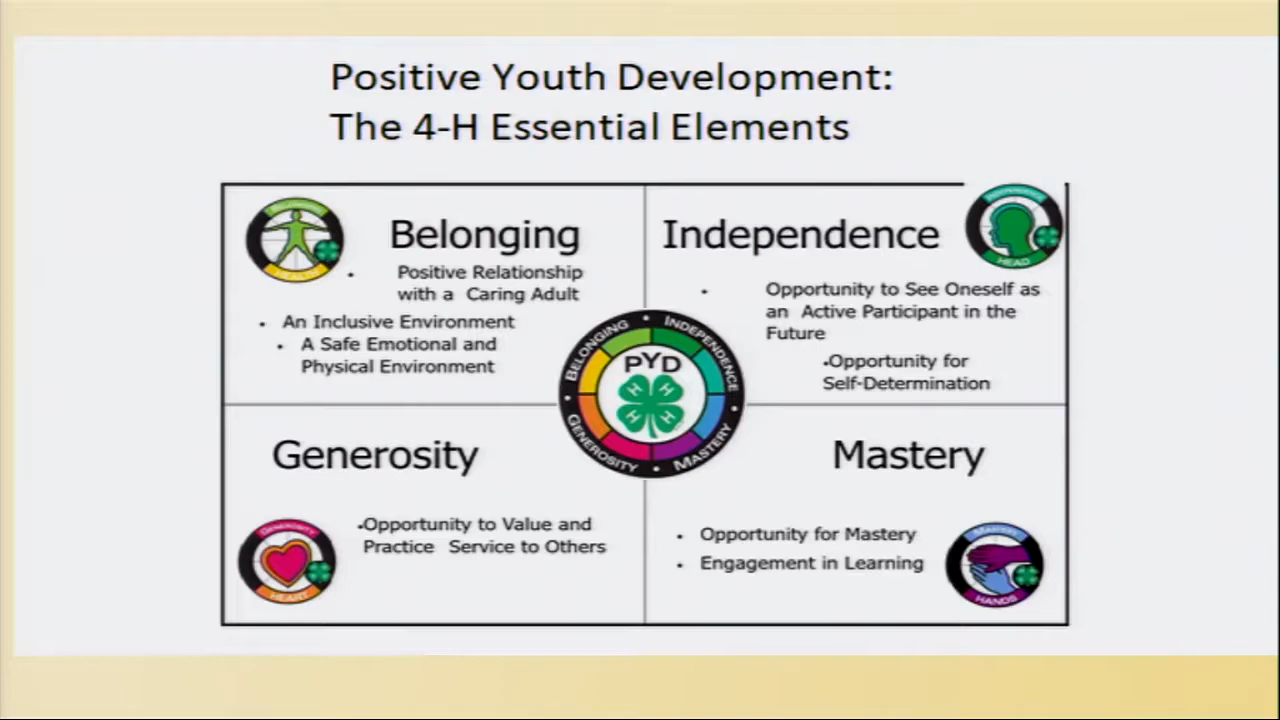 Positive Youth Development:
The 4-H Essential Elements
Belonging
• Positive Relationship
with a Caring Adult
• An Inclusive Environment
• A Safe Emotional and
Physical Environment
HEALTH
Independence
INDEPENDENCE
HEAD
• Opportunity to See Oneself as
an Active Participant in the
Future
•Opportunity for
Self-Determination
BELONGING • INDEPENDENCE • MASTERY • GENEROSITY •
PYD
H H
H H
Generosity
GENEROSITY
HEART
•Opportunity to Value and
Practice Service to Others
Mastery
• Opportunity for Mastery
• Engagement in Learning
MASTERY
HANDS